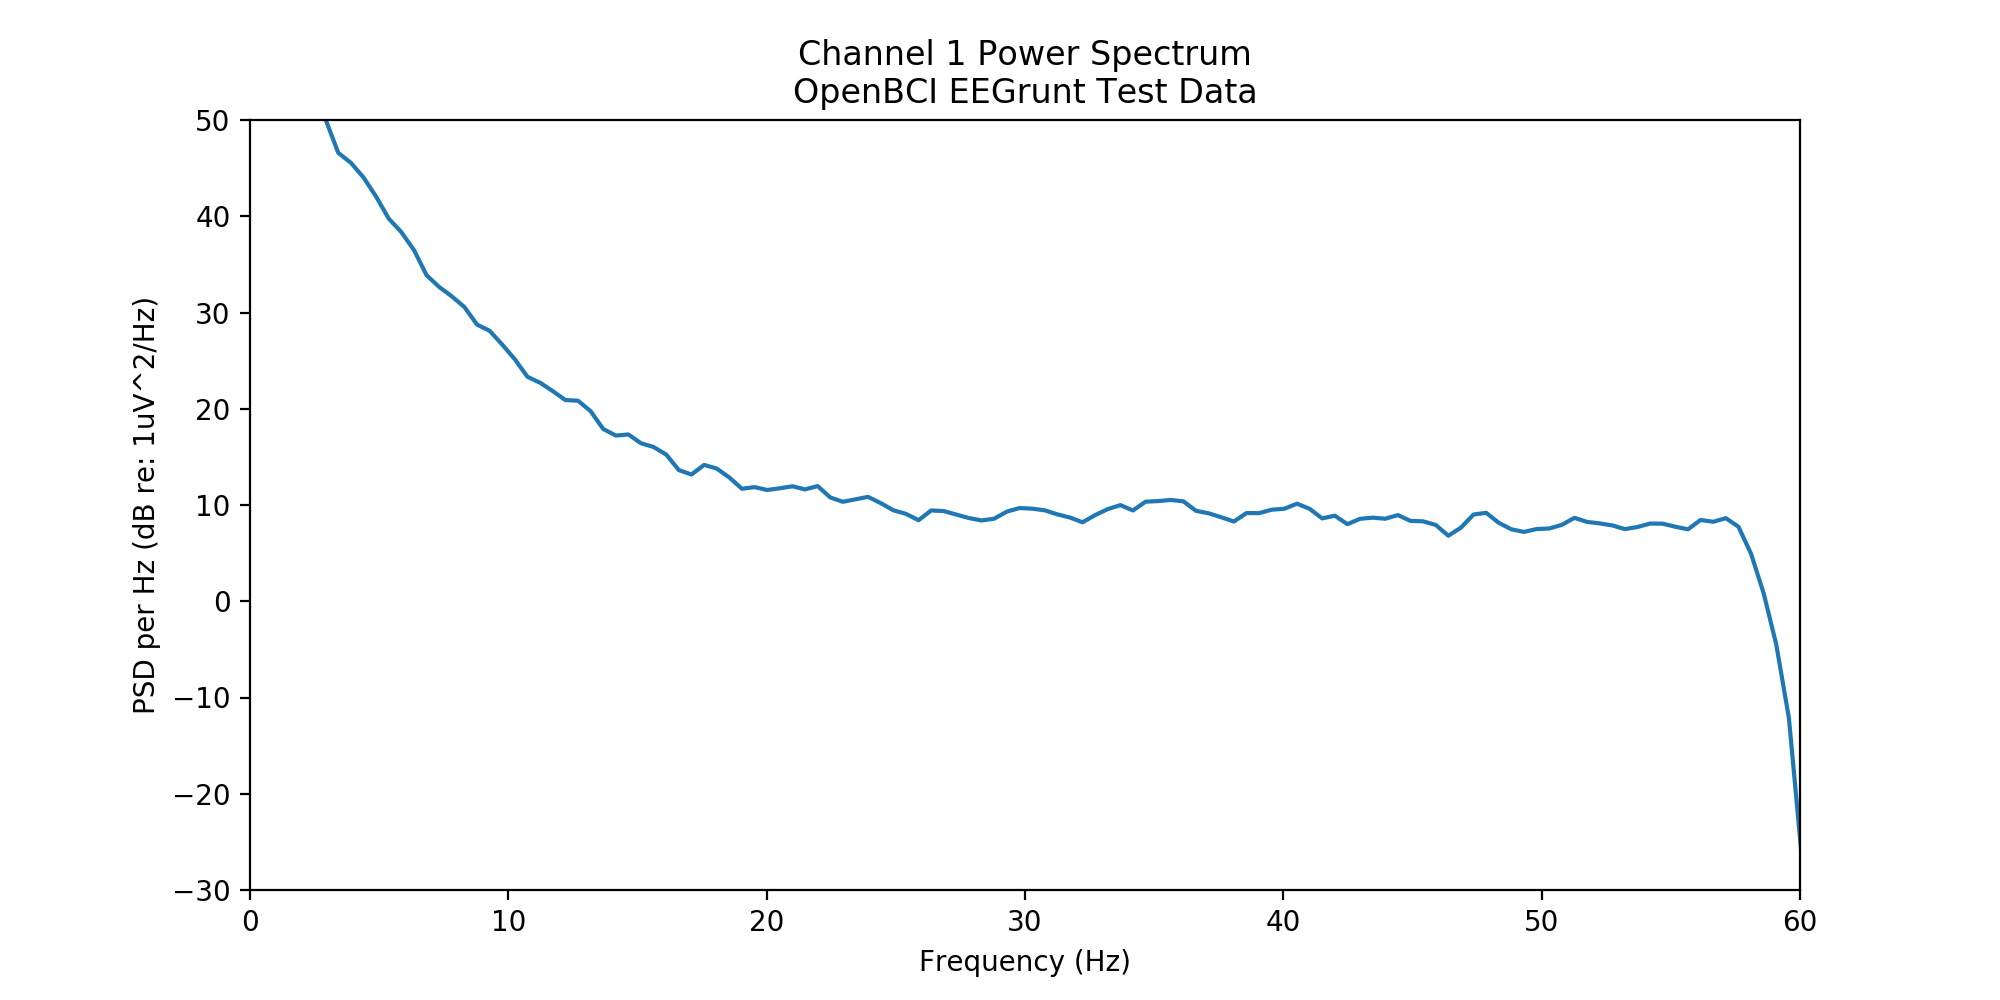 Channel 1 Power Spectrum
OpenBCI EEGrunt Test Data
50
40
30
20
10
0
−10
−20
−30
PSD per Hz (dB re: 1uV^2/Hz)
0 10 20 30 40 50 60
Frequency (Hz)